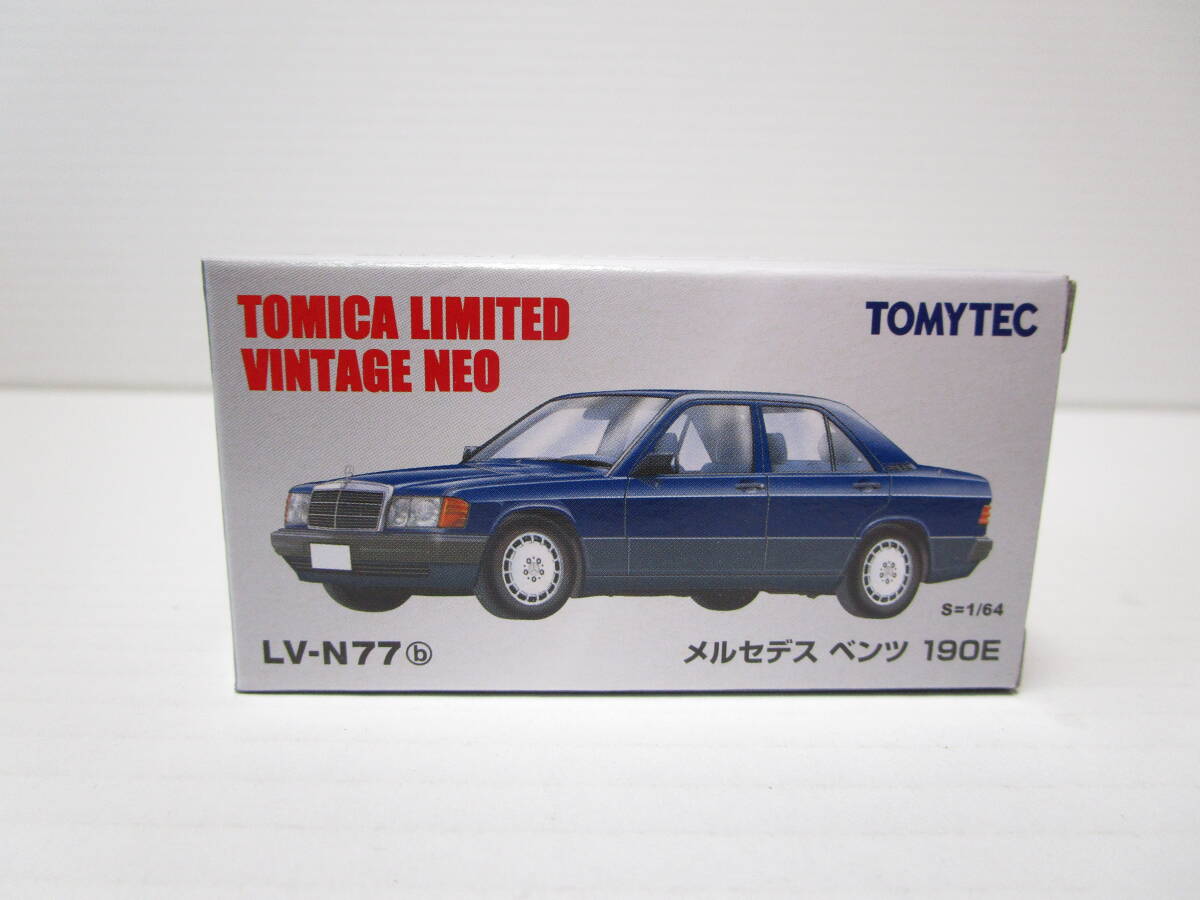 TOMICA LIMITED
VINTAGE NEO
TOMYTEC
S=1/64
LV-N77ⓑ
メルセデス ベンツ 190E